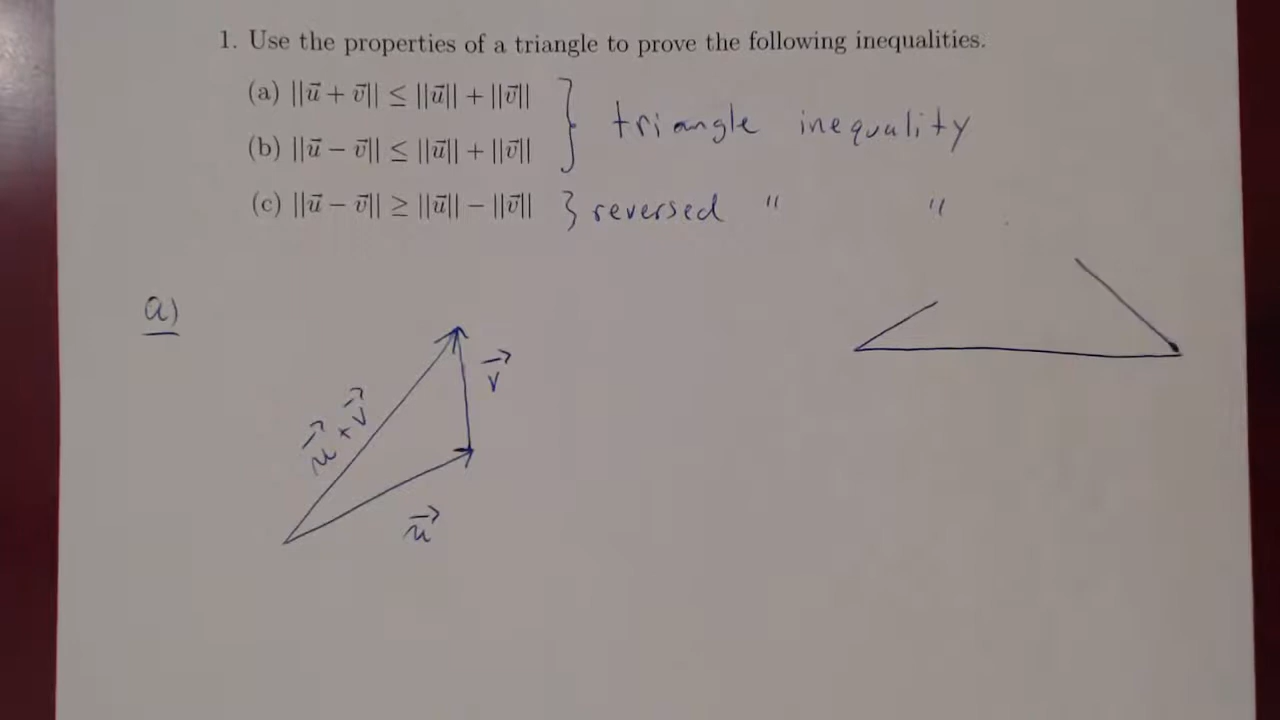 1. Use the properties of a triangle to prove the following inequalities.
(a) ||u⃗ + v⃗|| ≤ ||u⃗|| + ||v⃗||
(b) ||u⃗ − v⃗|| ≤ ||u⃗|| + ||v⃗||
} triangle inequality
(c) ||u⃗ − v⃗|| ≥ ||u⃗|| − ||v⃗|| } reversed " "
a)
v⃗
u⃗ + v⃗
u⃗